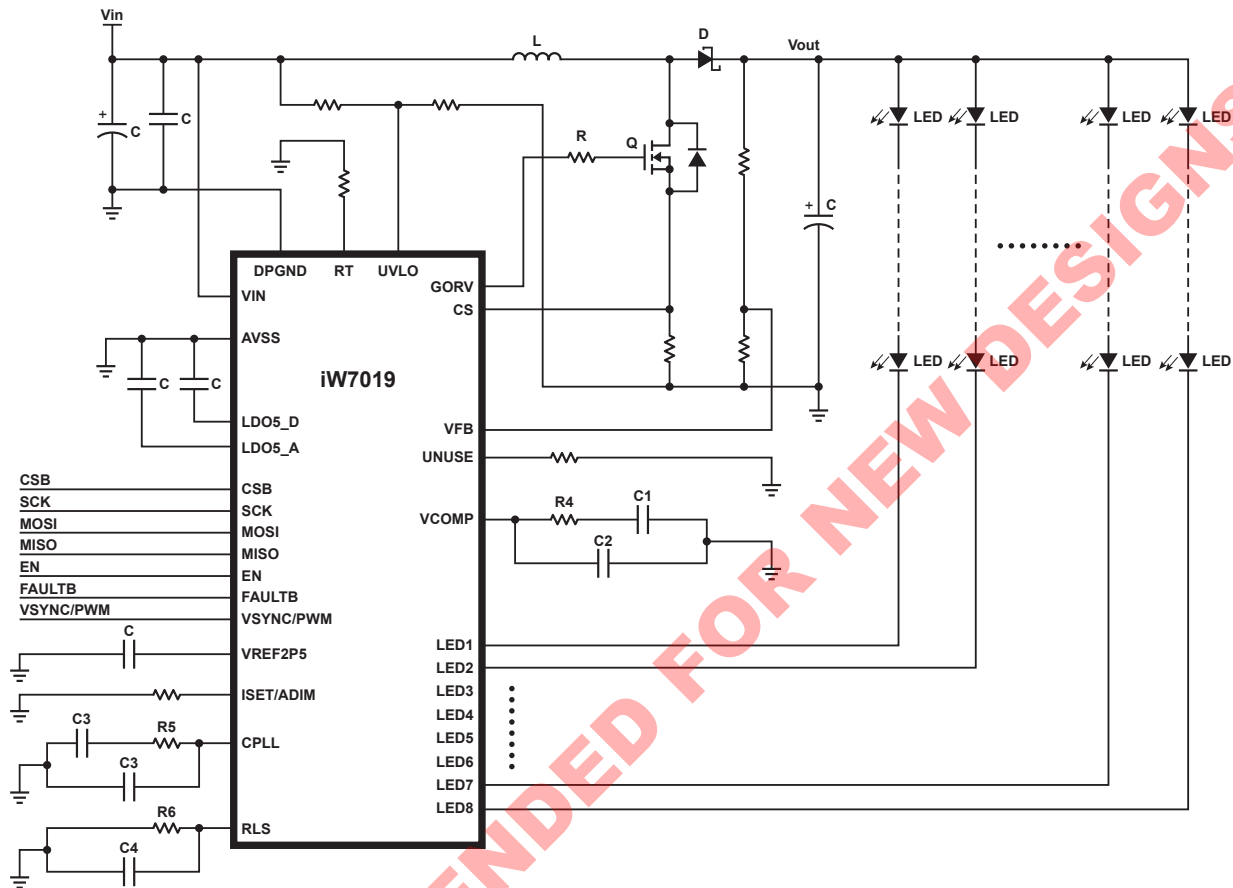 Vin
L
D
Vout
+
C
C
R
Q
LED
LED
LED
LED
+
C
DPGND
RT
UVLO
VIN
GORV
CS
AVSS
C
C
iW7019
LED
LED
LED
LED
LDO5_D
LDO5_A
VFB
UNUSE
CSB
CSB
SCK
SCK
MOSI
MOSI
MISO
MISO
EN
EN
FAULTB
FAULTB
VSYNC/PWM
VSYNC/PWM
VCOMP
R4
C1
C2
C
VREF2P5
ISET/ADIM
C3
R5
CPLL
C3
R6
RLS
C4
LED1
LED2
LED3
LED4
LED5
LED6
LED7
LED8
ENDED FOR NEW DESIGNS